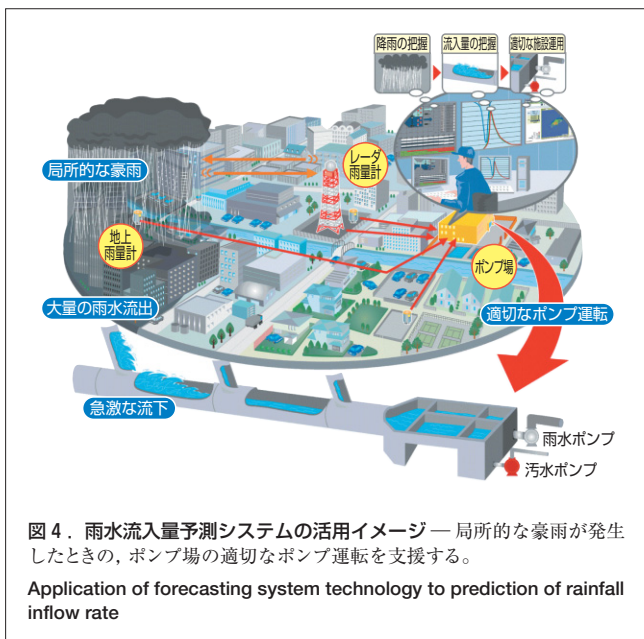 降雨の把握
流入量の把握
適切な施設運用
局所的な豪雨
レーダ
雨量計
地上
雨量計
ポンプ場
大量の雨水流出
適切なポンプ運転
急激な流下
雨水ポンプ
汚水ポンプ
図4. 雨水流入量予測システムの活用イメージ — 局所的な豪雨が発生
したときの，ポンプ場の適切なポンプ運転を支援する。
Application of forecasting system technology to prediction of rainfall
inflow rate